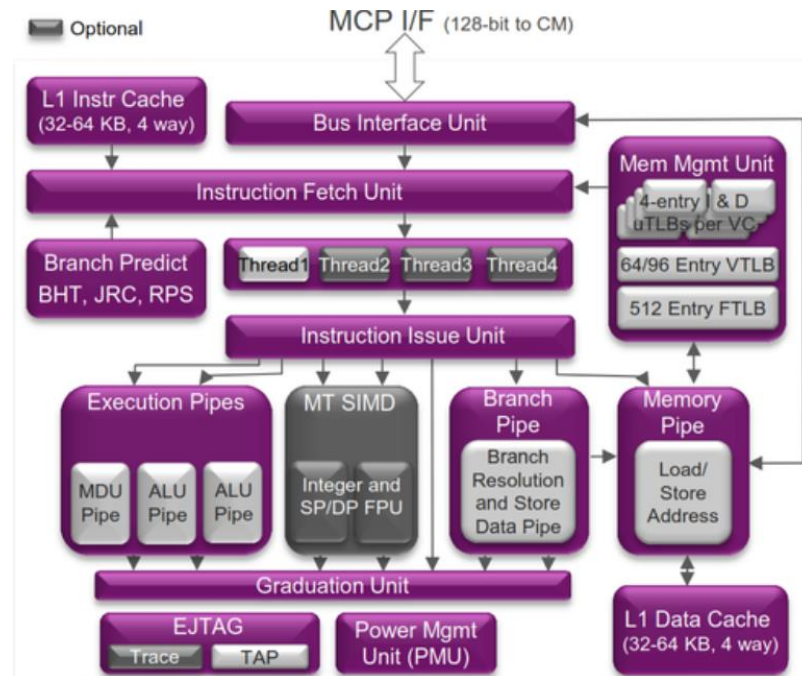 Optional
MCP I/F (128-bit to CM)
L1 Instr Cache
(32-64 KB, 4 way)
Bus Interface Unit
Mem Mgmt Unit
4-entry I & D
uTLBs per VC
64/96 Entry VTLB
512 Entry FTLB
Instruction Fetch Unit
Branch Predict
BHT, JRC, RPS
Thread1
Thread2
Thread3
Thread4
Instruction Issue Unit
Execution Pipes
MDU
Pipe
ALU
Pipe
ALU
Pipe
MT SIMD
Integer and
SP/DP FPU
Branch
Pipe
Branch
Resolution
and Store
Data Pipe
Memory
Pipe
Load/
Store
Address
Graduation Unit
L1 Data Cache
(32-64 KB, 4 way)
EJTAG
Trace
TAP
Power Mgmt
Unit (PMU)